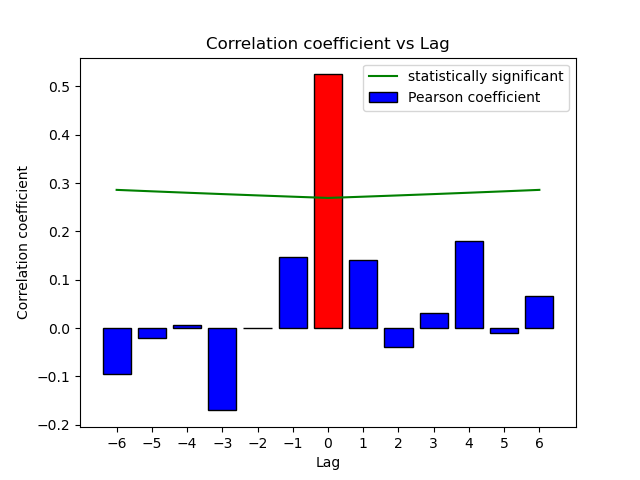 Correlation coefficient vs Lag
statistically significant
Pearson coefficient
Correlation coefficient
0.5
0.4
0.3
0.2
0.1
0.0
−0.1
−0.2
−6 −5 −4 −3 −2 −1 0 1 2 3 4 5 6
Lag